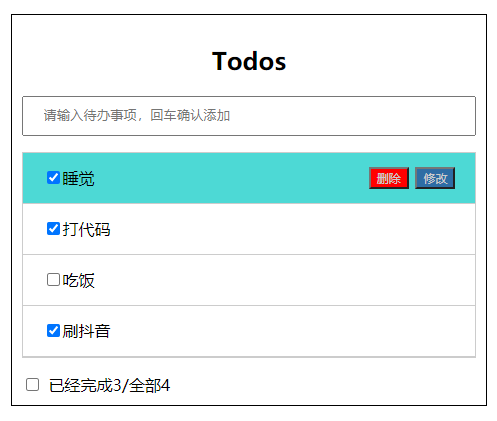 Todos
请输入待办事项，回车确认添加
睡觉 删除 修改
打代码
吃饭
刷抖音
已经完成3/全部4